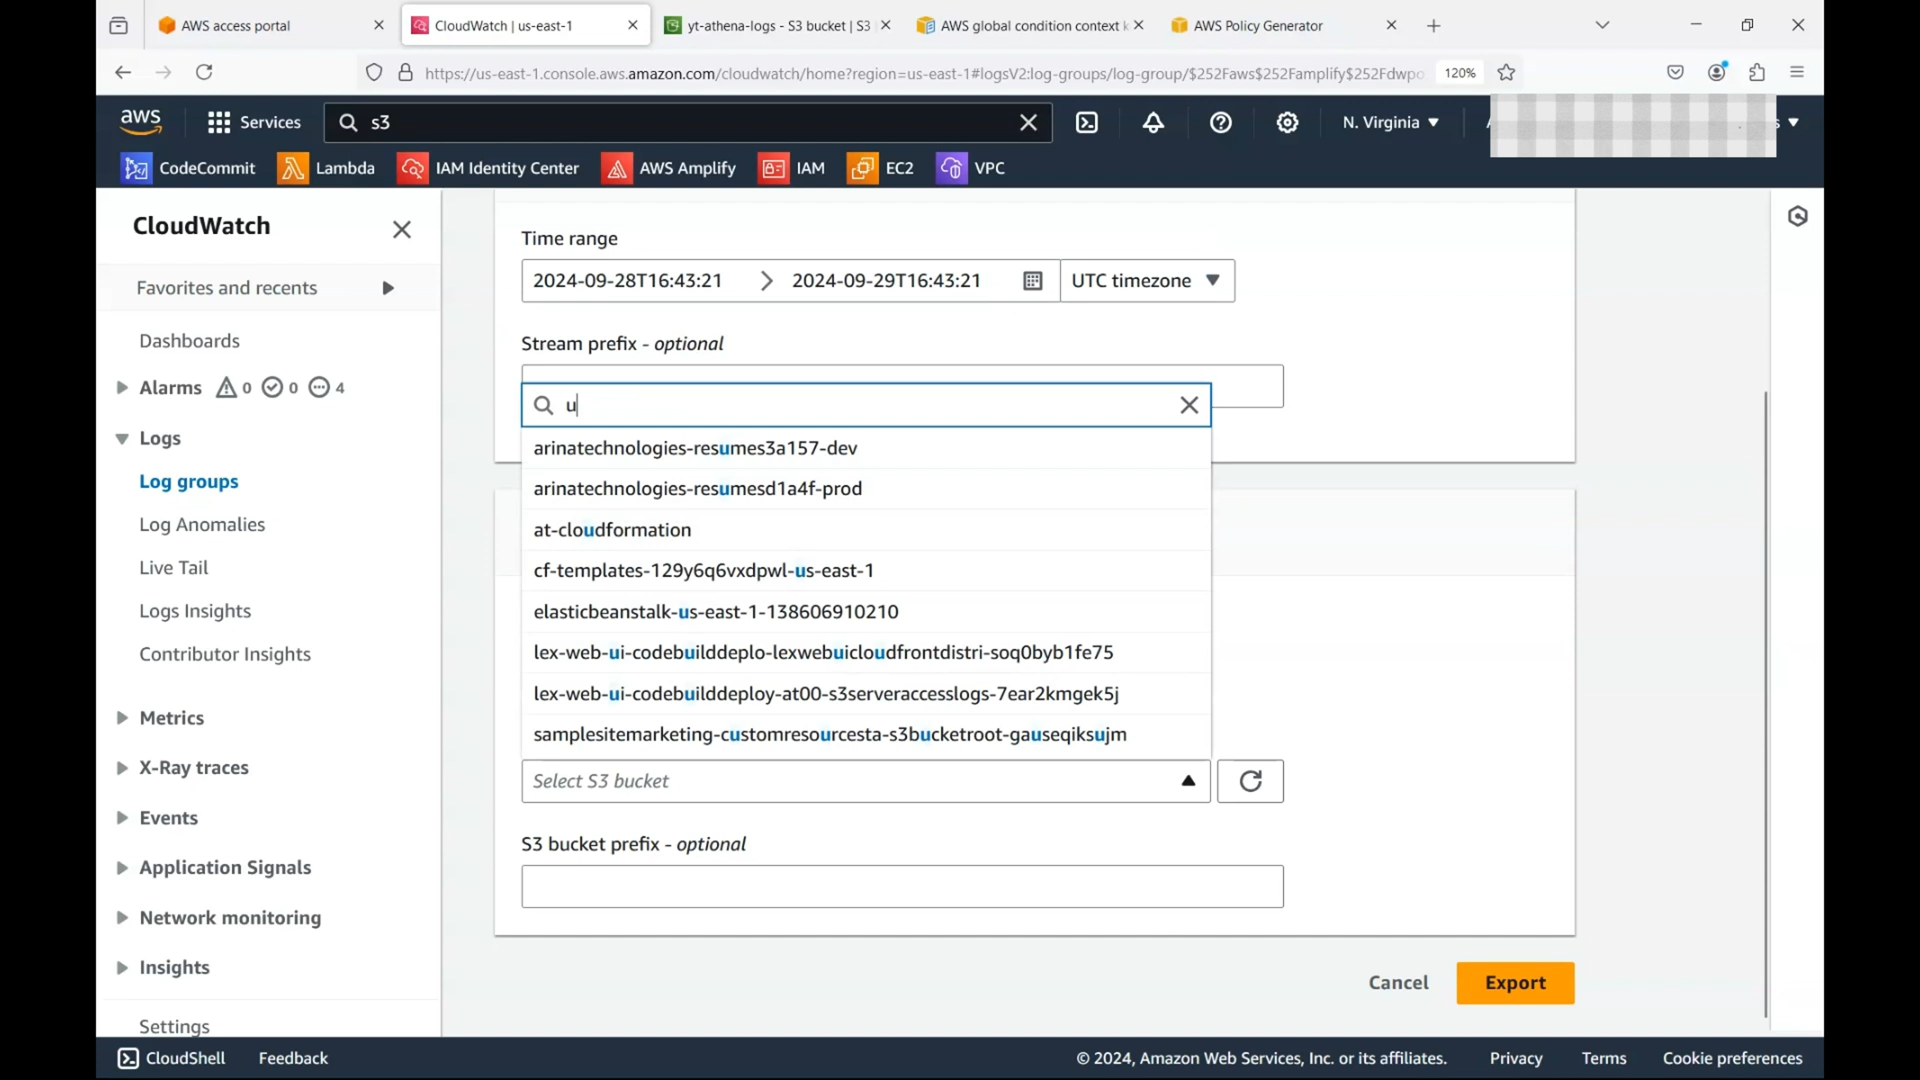 AWS access portal
CloudWatch | us-east-1
yt-athena-logs - S3 bucket | S3
AWS global condition context k
AWS Policy Generator
https://us-east-1.console.aws.amazon.com/cloudwatch/home?region=us-east-1#logsV2:log-groups/log-group/$252Faws$252Famplify$252Fdwpo
120%
aws
Services
s3
N. Virginia
CodeCommit
Lambda
IAM Identity Center
AWS Amplify
IAM
EC2
VPC
CloudWatch
Favorites and recents
Dashboards
Alarms 0 0 4
Logs
Log groups
Log Anomalies
Live Tail
Logs Insights
Contributor Insights
Metrics
X-Ray traces
Events
Application Signals
Network monitoring
Insights
Settings
Time range
2024-09-28T16:43:21 2024-09-29T16:43:21 UTC timezone
Stream prefix - optional
u
arinatechnologies-resumes3a157-dev
arinatechnologies-resumesd1a4f-prod
at-cloudformation
cf-templates-129y6q6vxdpwl-us-east-1
elasticbeanstalk-us-east-1-138606910210
lex-web-ui-codebuilddeplo-lexwebuicloudfrontdistri-soq0byb1fe75
lex-web-ui-codebuilddeploy-at00-s3serveraccesslogs-7ear2kmgek5j
samplesitemarketing-customresourcesta-s3bucketroot-gauseqiksujm
Select S3 bucket
S3 bucket prefix - optional
Cancel
Export
CloudShell
Feedback
© 2024, Amazon Web Services, Inc. or its affiliates.
Privacy
Terms
Cookie preferences